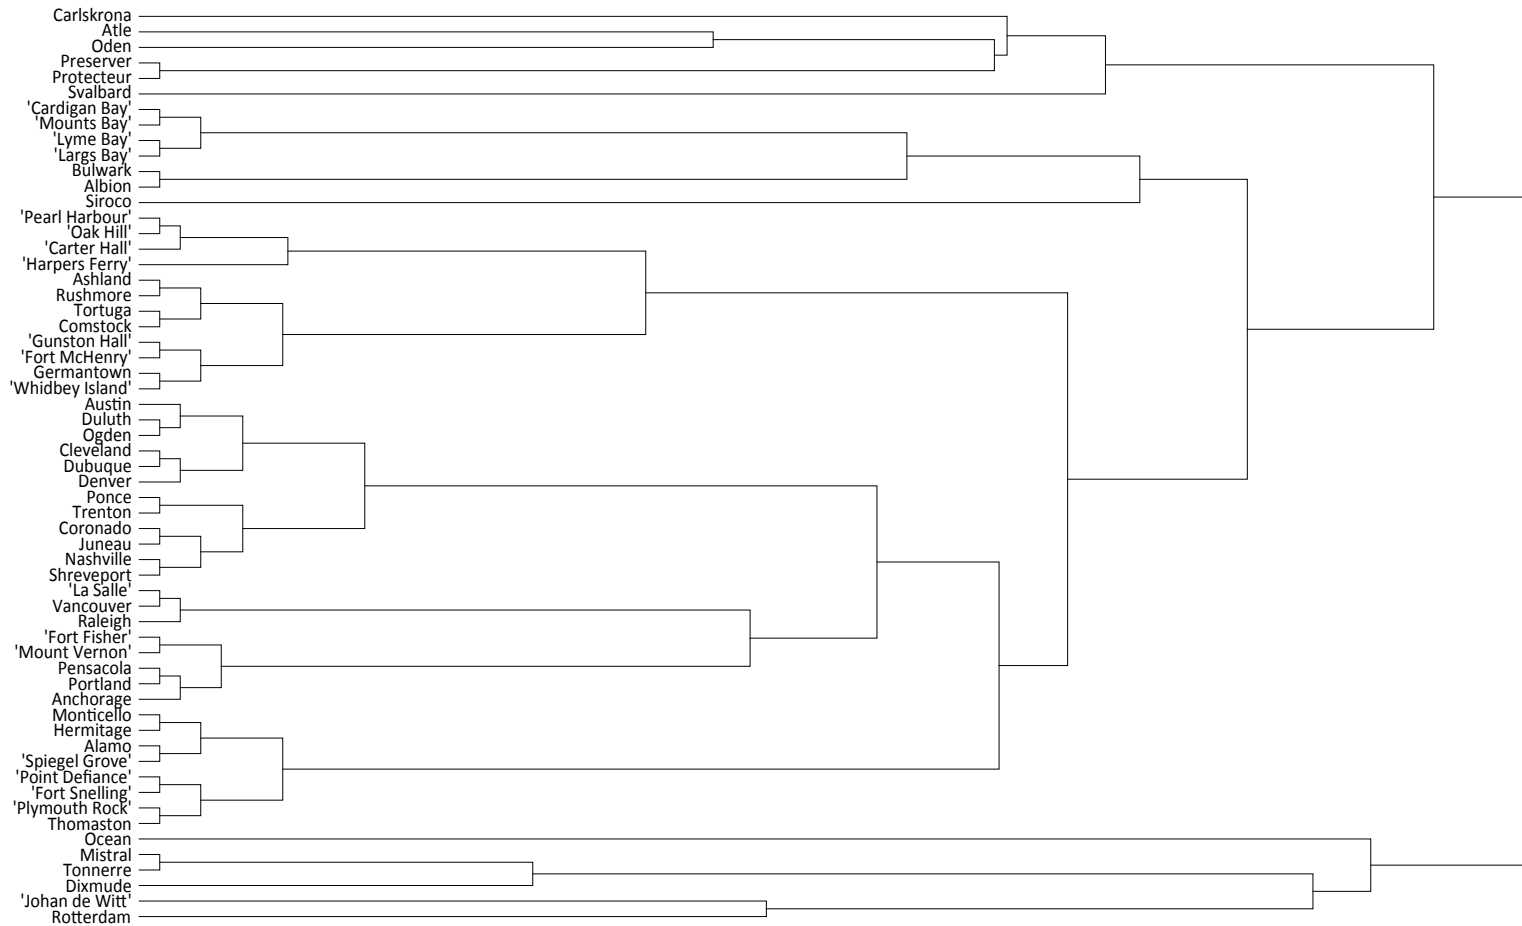 Carlskrona
Atle
Oden
Preserver
Protecteur
Svalbard
'Cardigan Bay'
'Mounts Bay'
'Lyme Bay'
'Largs Bay'
Bulwark
Albion
Siroco
'Pearl Harbour'
'Oak Hill'
'Carter Hall'
'Harpers Ferry'
Ashland
Rushmore
Tortuga
Comstock
'Gunston Hall'
'Fort McHenry'
Germantown
'Whidbey Island'
Austin
Duluth
Ogden
Cleveland
Dubuque
Denver
Ponce
Trenton
Coronado
Juneau
Nashville
Shreveport
'La Salle'
Vancouver
Raleigh
'Fort Fisher'
'Mount Vernon'
Pensacola
Portland
Anchorage
Monticello
Hermitage
Alamo
'Spiegel Grove'
'Point Defiance'
'Fort Snelling'
'Plymouth Rock'
Thomaston
Ocean
Mistral
Tonnerre
Dixmude
'Johan de Witt'
Rotterdam